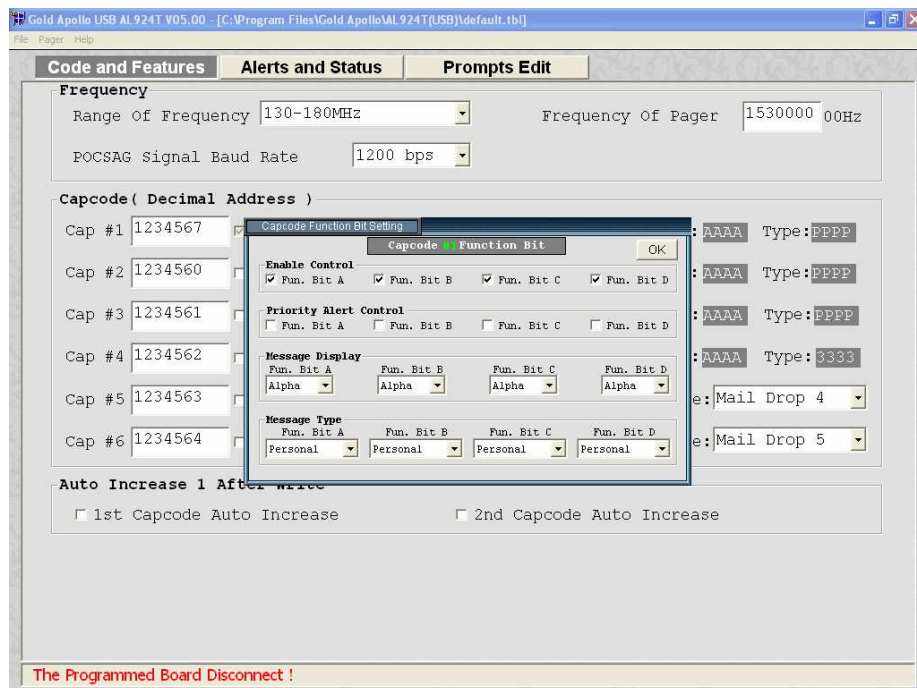 Gold Apollo USB AL924T V05.00 - [C:\Program Files\Gold Apollo\AL924T(USB)\default.tbl]
File Pager Help
Code and Features Alerts and Status Prompts Edit
Frequency
Range Of Frequency 130-180MHz Frequency Of Pager 1530000 00Hz
POCSAG Signal Baud Rate 1200 bps
Capcode( Decimal Address )
Cap #1 1234567 : AAAA Type: PPPP
Cap #2 1234560 : AAAA Type: PPPP
Cap #3 1234561 : AAAA Type: PPPP
Cap #4 1234562 : AAAA Type: 3333
Cap #5 1234563 e: Mail Drop 4
Cap #6 1234564 e: Mail Drop 5
Capcode Function Bit Setting
Capcode #1 Function Bit OK
Enable Control
Fun. Bit A Fun. Bit B Fun. Bit C Fun. Bit D
Priority Alert Control
Fun. Bit A Fun. Bit B Fun. Bit C Fun. Bit D
Message Display
Fun. Bit A Fun. Bit B Fun. Bit C Fun. Bit D
Alpha Alpha Alpha Alpha
Message Type
Fun. Bit A Fun. Bit B Fun. Bit C Fun. Bit D
Personal Personal Personal Personal
Auto Increase 1 After Write
1st Capcode Auto Increase 2nd Capcode Auto Increase
The Programmed Board Disconnect !